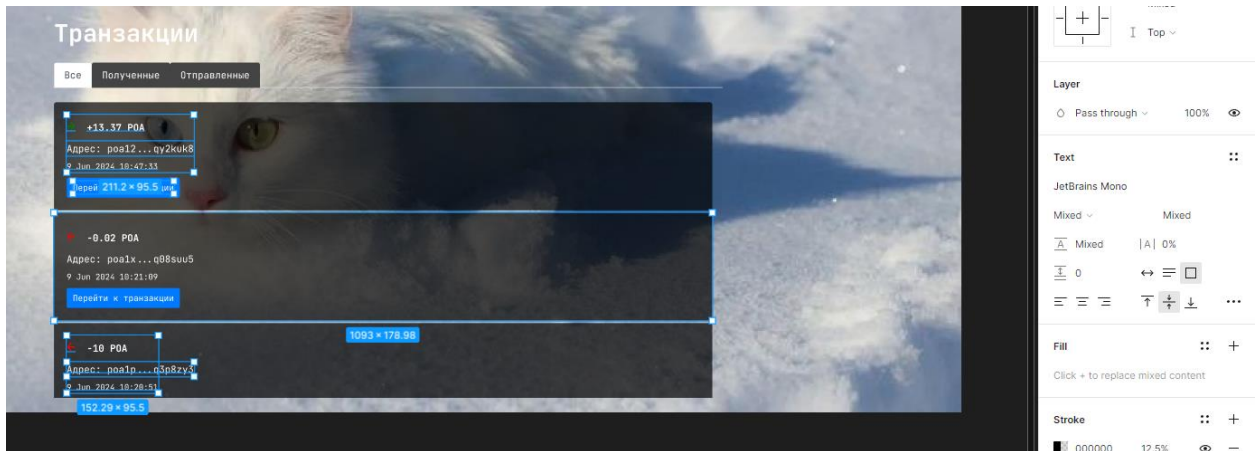 Транзакции
Все Полученные Отправленные
+13.37 POA
Адрес: poa12...qy2kuk8
9 Jun 2024 10:47:33
Перей 211.2 × 95.5 ции
-0.02 POA
Адрес: poa1x...q08suu5
9 Jun 2024 10:21:09
Перейти к транзакции
1093 × 178.98
-10 POA
Адрес: poa1p...q3p8zy3
9 Jun 2024 10:20:51
152.29 × 95.5
Top
Layer
Pass through 100%
Text
JetBrains Mono
Mixed Mixed
A Mixed |A| 0%
0
Fill
Click + to replace mixed content
Stroke
000000 12.5%